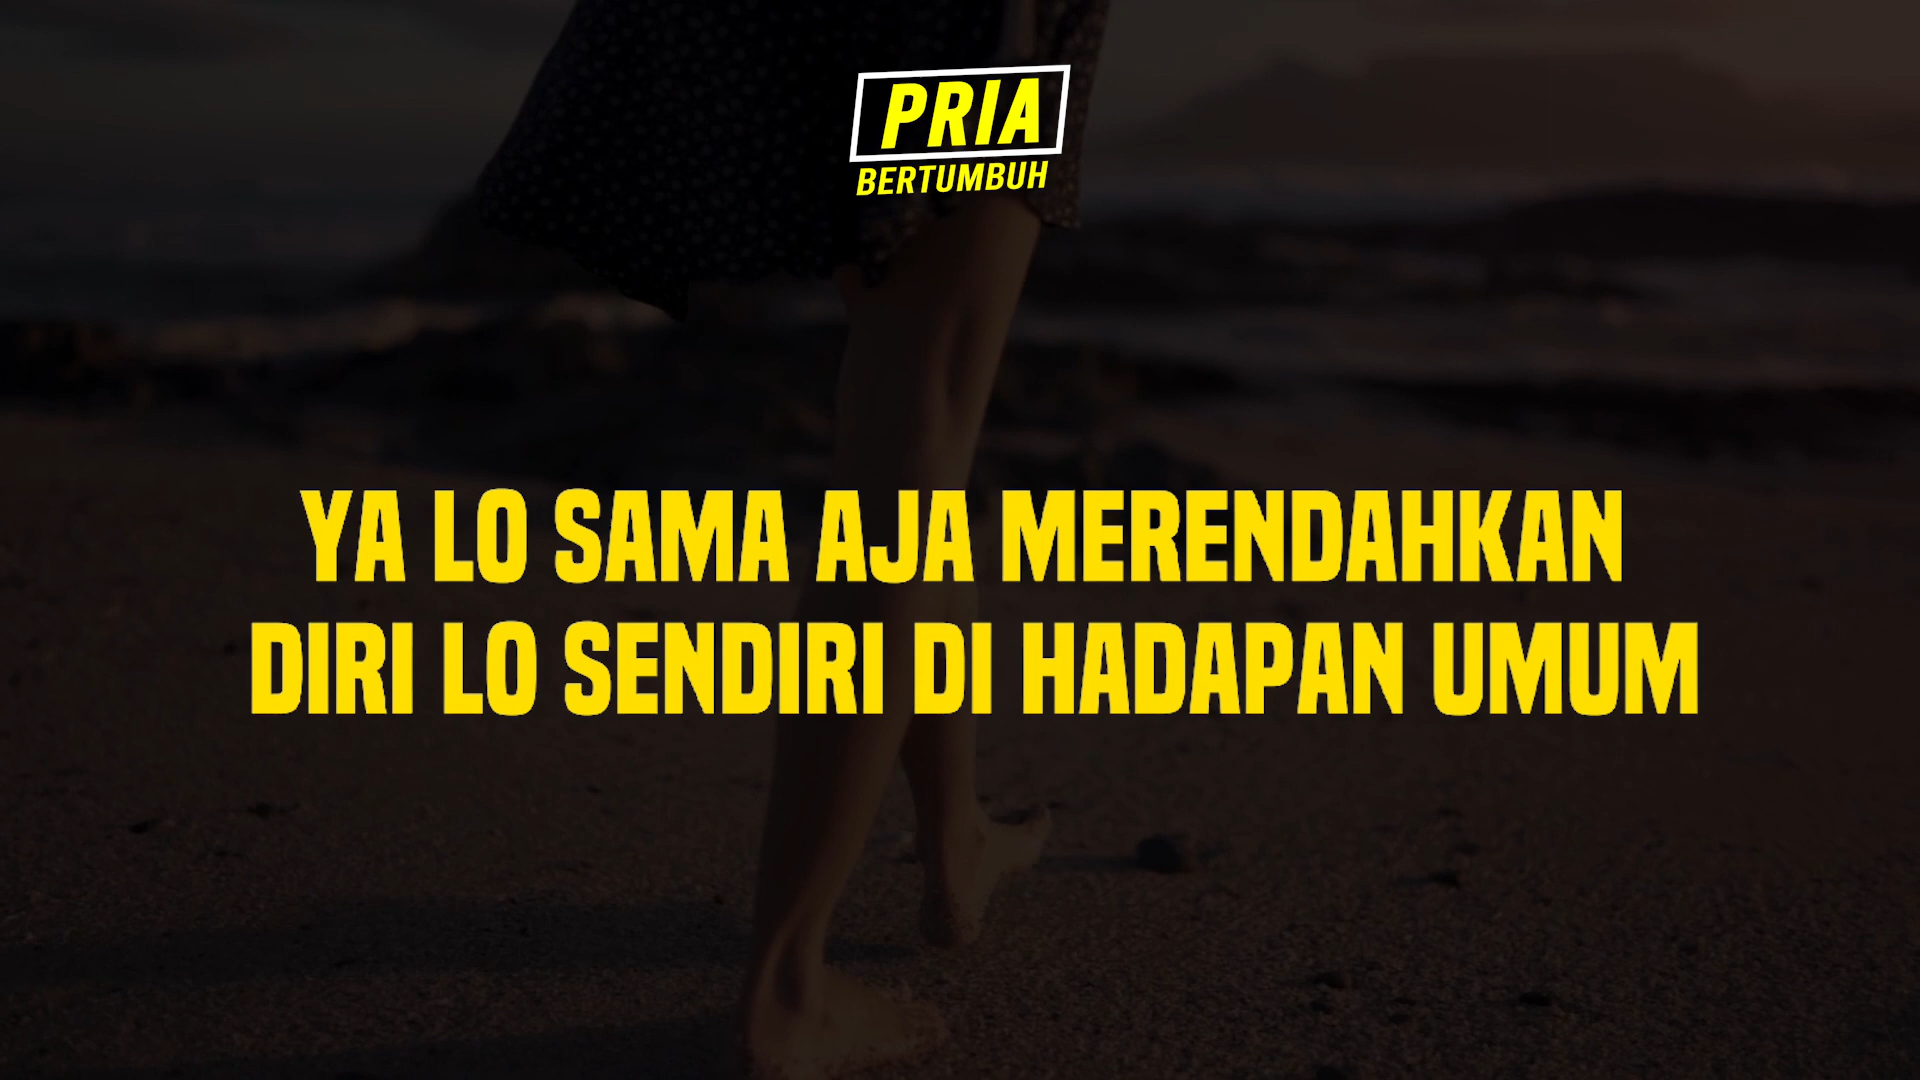 PRIA
BERTUMBUH
YA LO SAMA AJA MERENDAHKAN
DIRI LO SENDIRI DI HADAPAN UMUM